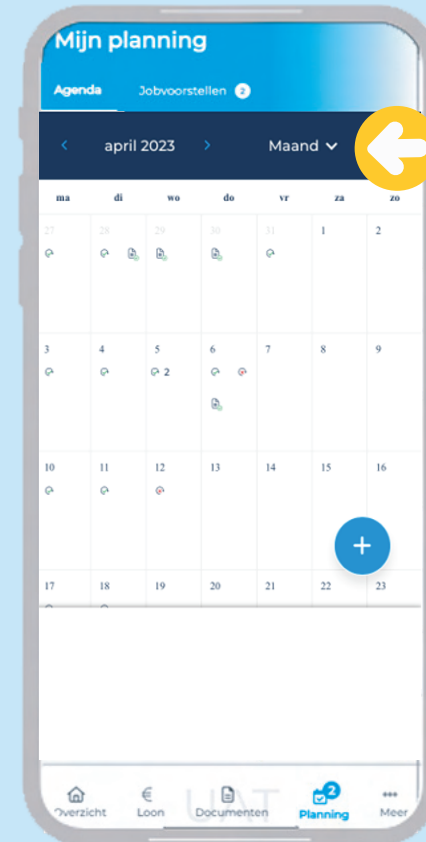 Mijn planning
Agenda Jobvoorstellen 2
april 2023 Maand
ma di wo do vr za zo
27 28 29 30 31 1 2
3 4 5 6 7 8 9
2
10 11 12 13 14 15 16
+
17 18 19 20 21 22 23
UAT
2
Overzicht Loon Documenten Planning Meer